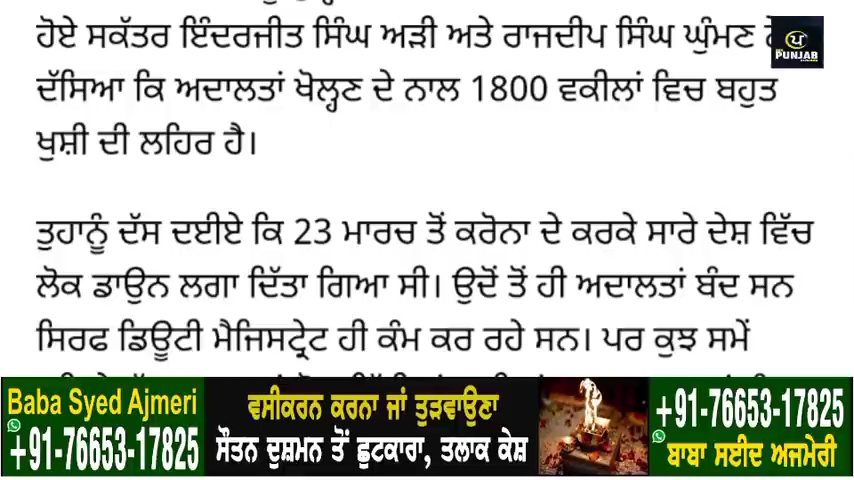 ਹੋਏ ਸਕੱਤਰ ਇੰਦਰਜੀਤ ਸਿੰਘ ਅੜੀ ਅਤੇ ਰਾਜਦੀਪ ਸਿੰਘ ਘੁੰਮਣ
ਦੱਸਿਆ ਕਿ ਅਦਾਲਤਾਂ ਖੋਲ੍ਹਣ ਦੇ ਨਾਲ 1800 ਵਕੀਲਾਂ ਵਿਚ ਬਹੁਤ
ਖੁਸ਼ੀ ਦੀ ਲਹਿਰ ਹੈ।
ਤੁਹਾਨੂੰ ਦੱਸ ਦਈਏ ਕਿ 23 ਮਾਰਚ ਤੋਂ ਕਰੋਨਾ ਦੇ ਕਰਕੇ ਸਾਰੇ ਦੇਸ਼ ਵਿੱਚ
ਲੋਕ ਡਾਉਨ ਲਗਾ ਦਿੱਤਾ ਗਿਆ ਸੀ। ਉਦੋਂ ਤੋਂ ਹੀ ਅਦਾਲਤਾਂ ਬੰਦ ਸਨ
ਸਿਰਫ ਡਿਊਟੀ ਮੈਜਿਸਟ੍ਰੇਟ ਹੀ ਕੰਮ ਕਰ ਰਹੇ ਸਨ। ਪਰ ਕੁਝ ਸਮੇਂ
ਪ
PUNJAB
Baba Syed Ajmeri
+91-76653-17825
ਵਸੀਕਰਨ ਕਰਨਾ ਜਾਂ ਤੁੜਵਾਉਣਾ
ਸੌਤਨ ਦੁਸ਼ਮਨ ਤੋਂ ਛੁਟਕਾਰਾ, ਤਲਾਕ ਕੇਸ਼
+91-76653-17825
ਬਾਬਾ ਸਈਦ ਅਜਮੇਰੀ